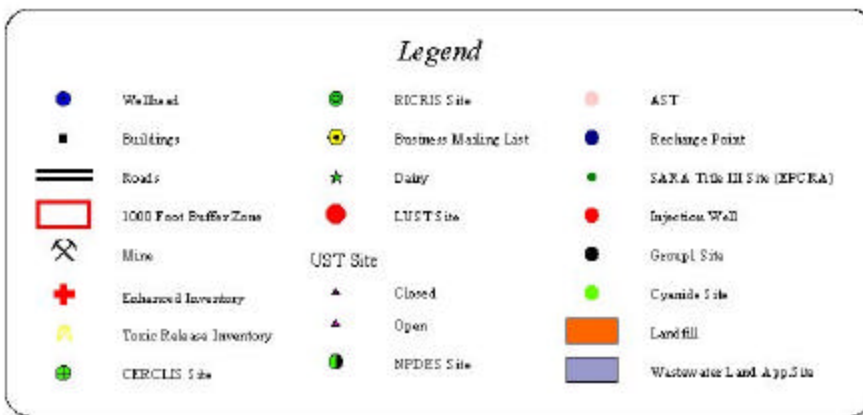 Legend
Wellhead
Buildings
Roads
1000 Foot Buffer Zone
Mine
Enhanced Inventory
Toxic Release Inventory
CERCLIS Site
RICRIS Site
Business Mailing List
Dairy
LUST Site
UST Site
Closed
Open
NPDES Site
AST
Recharge Point
SARA Title III Site (EPCRA)
Injection Well
Group1 Site
Cyanide Site
Landfill
Wastewater Land App.Site